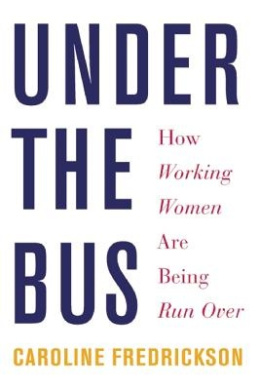 UNDER
THE
BUS
How
Working
Women
Are
Being
Run Over
CAROLINE FREDRICKSON